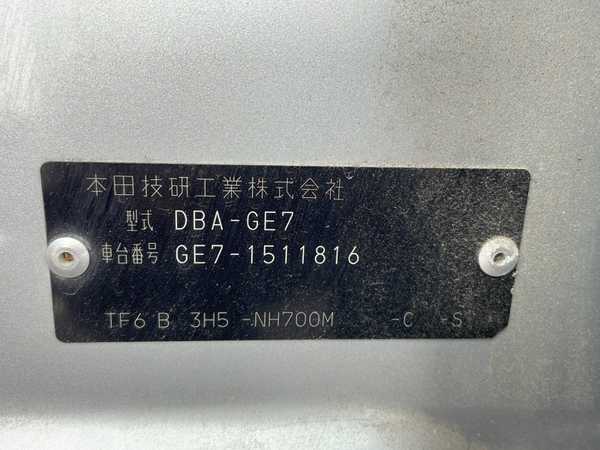 本田技研工業株式会社
型式 DBA-GE7
車台番号 GE7-1511816
TF6 B 3H5 -NH700M -C -S